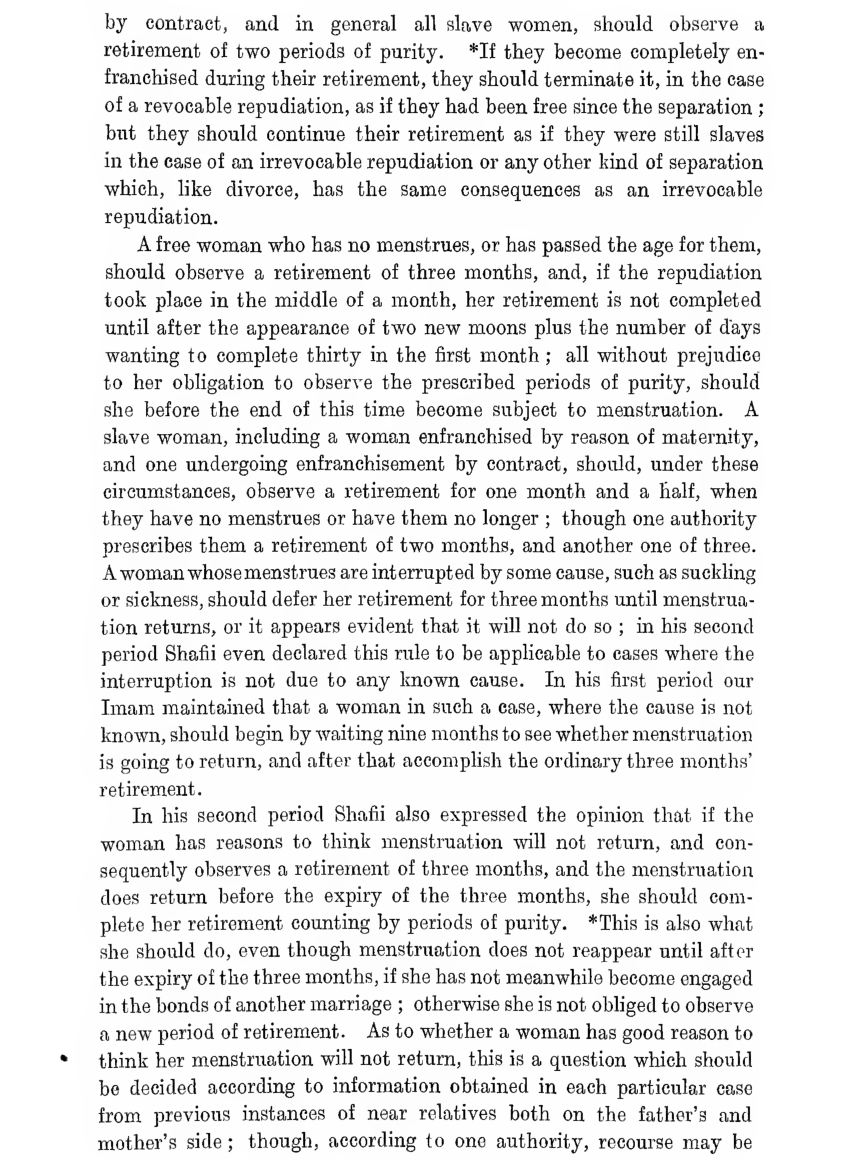 by contract, and in general all slave women, should observe a
retirement of two periods of purity. *If they become completely en-
franchised during their retirement, they should terminate it, in the case
of a revocable repudiation, as if they had been free since the separation ;
but they should continue their retirement as if they were still slaves
in the case of an irrevocable repudiation or any other kind of separation
which, like divorce, has the same consequences as an irrevocable
repudiation.
A free woman who has no menstrues, or has passed the age for them,
should observe a retirement of three months, and, if the repudiation
took place in the middle of a month, her retirement is not completed
until after the appearance of two new moons plus the number of days
wanting to complete thirty in the first month ; all without prejudice
to her obligation to observe the prescribed periods of purity, should
she before the end of this time become subject to menstruation. A
slave woman, including a woman enfranchised by reason of maternity,
and one undergoing enfranchisement by contract, should, under these
circumstances, observe a retirement for one month and a half, when
they have no menstrues or have them no longer ; though one authority
prescribes them a retirement of two months, and another one of three.
A woman whose menstrues are interrupted by some cause, such as suckling
or sickness, should defer her retirement for three months until menstrua-
tion returns, or it appears evident that it will not do so ; in his second
period Shafii even declared this rule to be applicable to cases where the
interruption is not due to any known cause. In his first period our
Imam maintained that a woman in such a case, where the cause is not
known, should begin by waiting nine months to see whether menstruation
is going to return, and after that accomplish the ordinary three months'
retirement.
In his second period Shafii also expressed the opinion that if the
woman has reasons to think menstruation will not return, and con-
sequently observes a retirement of three months, and the menstruation
does return before the expiry of the three months, she should com-
plete her retirement counting by periods of purity. *This is also what
she should do, even though menstruation does not reappear until after
the expiry of the three months, if she has not meanwhile become engaged
in the bonds of another marriage ; otherwise she is not obliged to observe
a new period of retirement. As to whether a woman has good reason to
think her menstruation will not return, this is a question which should
be decided according to information obtained in each particular case
from previous instances of near relatives both on the father's and
mother's side ; though, according to one authority, recourse may be